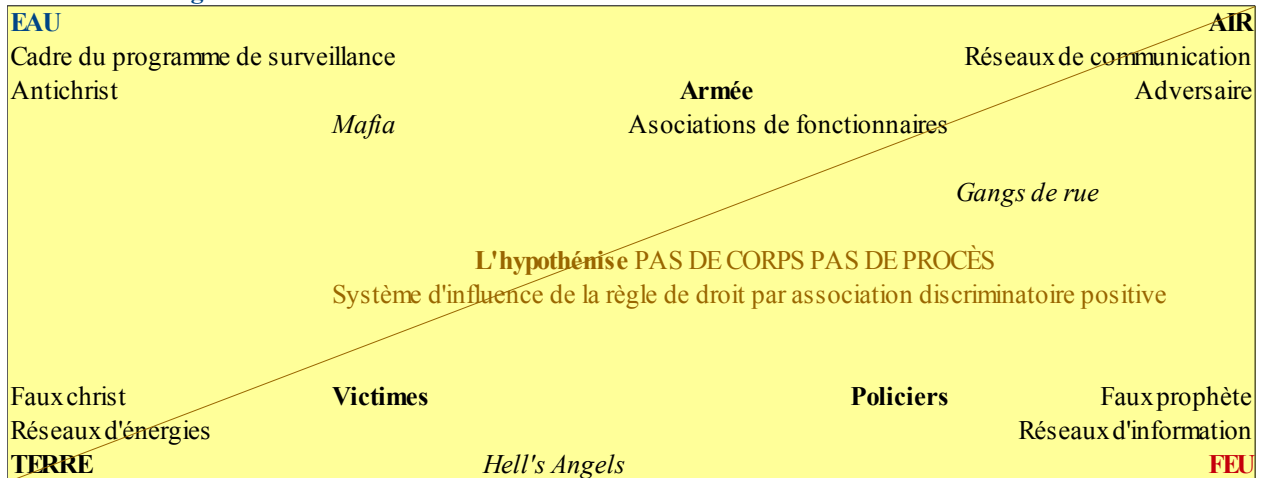 EAU AIR
Cadre du programme de surveillance Réseaux de communication
Antichrist Armée Adversaire
Mafia Asociations de fonctionnaires
Gangs de rue
L'hypothénise PAS DE CORPS PAS DE PROCÈS
Système d'influence de la règle de droit par association discriminatoire positive
Faux christ Victimes Policiers Faux prophète
Réseaux d'énergies Réseaux d'information
TERRE Hell's Angels FEU